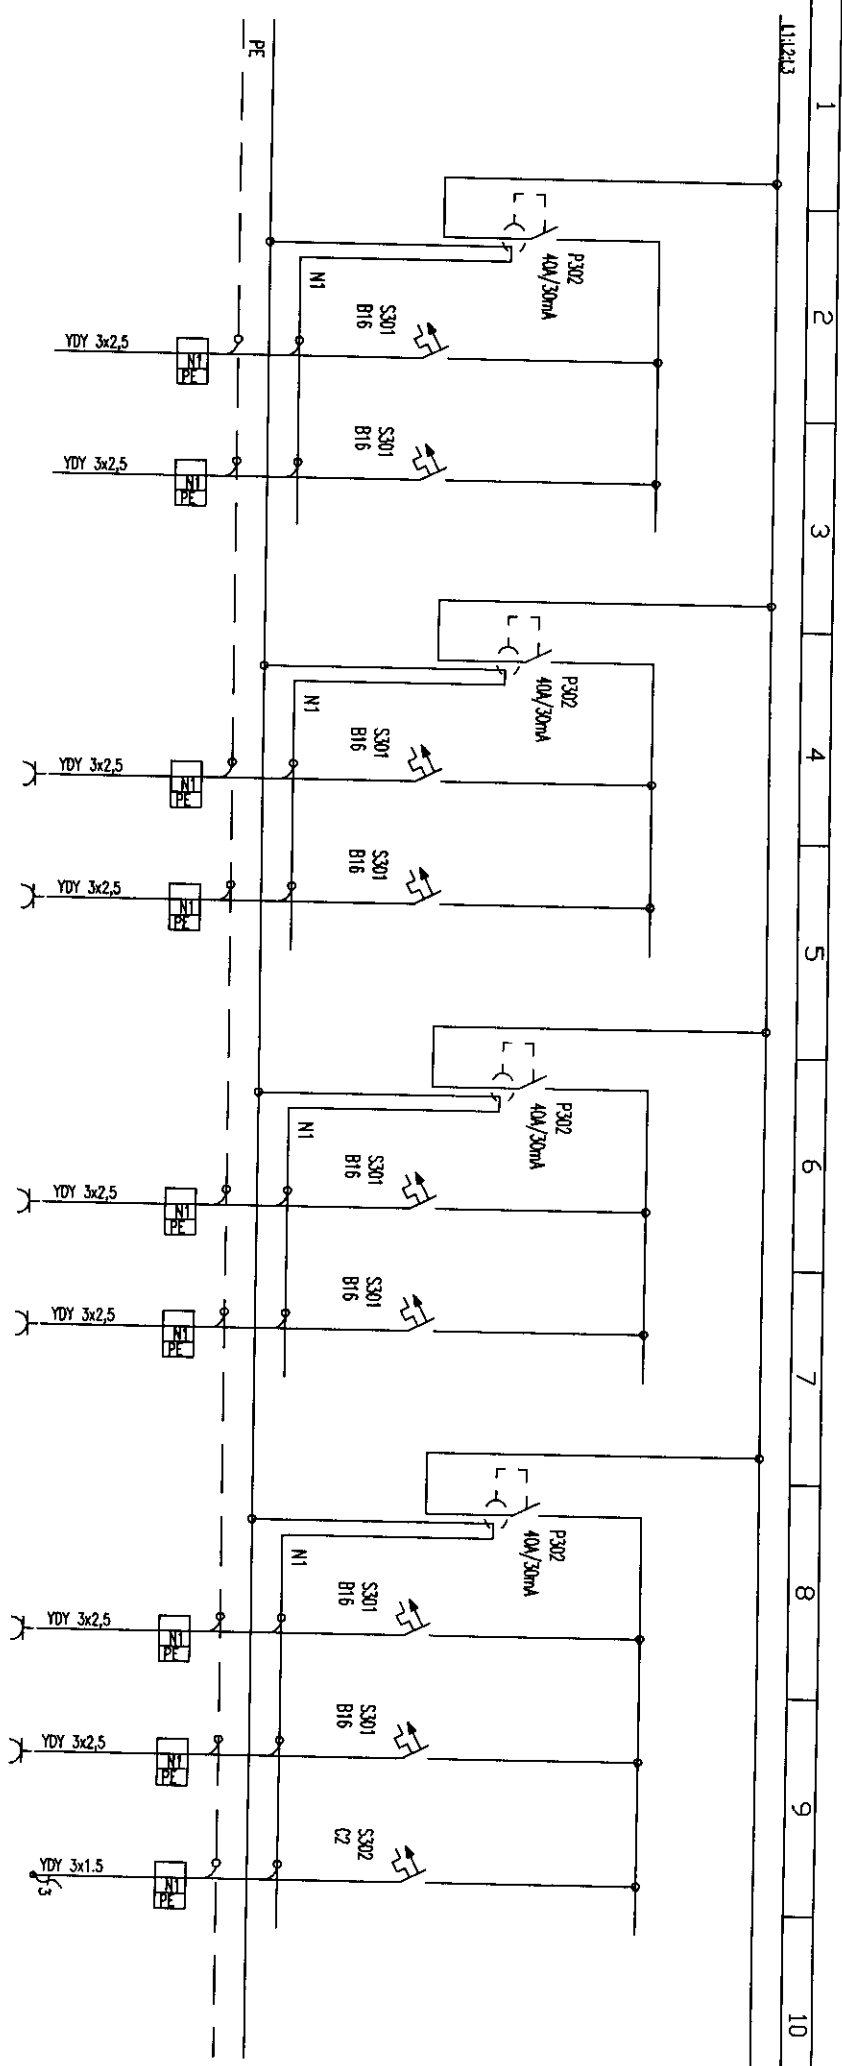 L1;L2;L3
1
2
3
4
5
6
7
8
9
10
PE
P302
40A/30mA
N1
S301
B16
YDY 3x2,5
N1
PE
S301
B16
YDY 3x2,5
N1
PE
P302
40A/30mA
N1
S301
B16
YDY 3x2,5
N1
PE
S301
B16
YDY 3x2,5
N1
PE
P302
40A/30mA
N1
S301
B16
YDY 3x2,5
N1
PE
S301
B16
YDY 3x2,5
N1
PE
P302
40A/30mA
N1
S301
B16
YDY 3x2,5
N1
PE
S301
B16
YDY 3x2,5
N1
PE
S302
C2
YDY 3x1.5
N1
PE
3